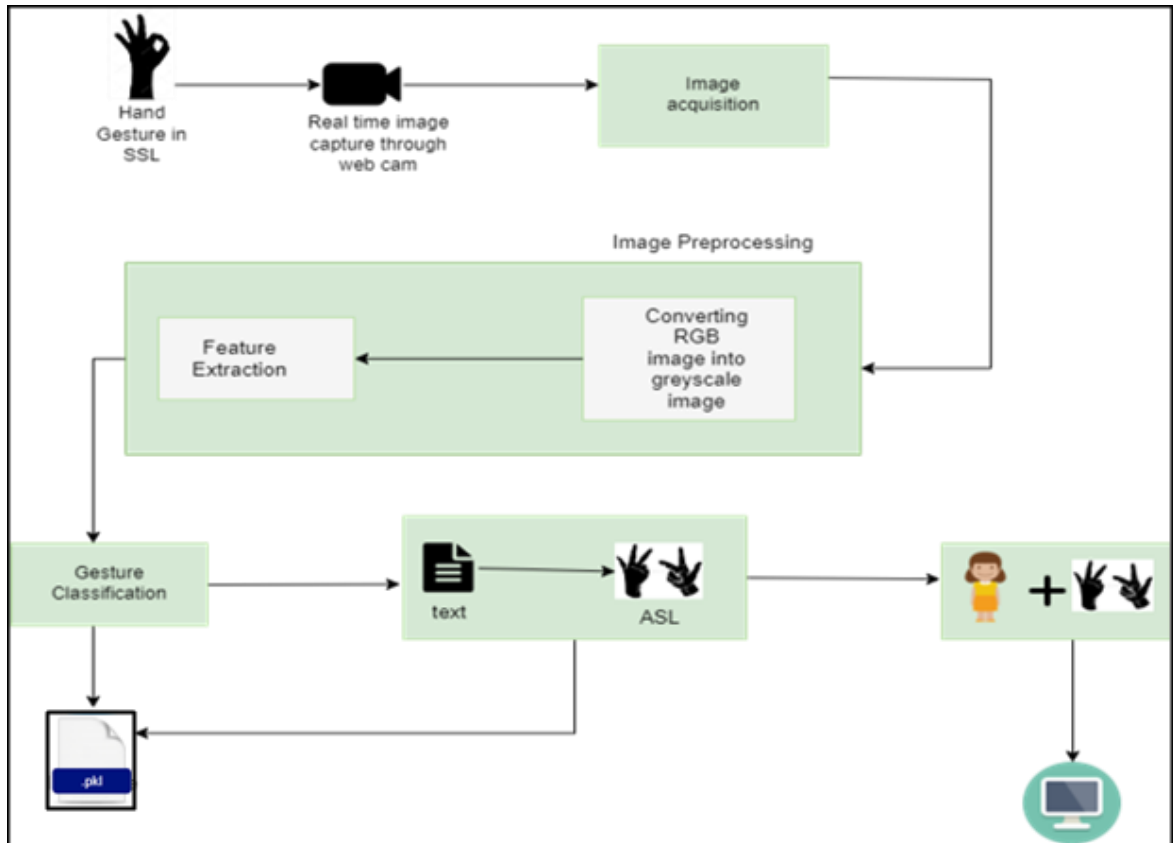 Hand
Gesture in
SSL
Real time image
capture through
web cam
Image
acquisition
Image Preprocessing
Feature
Extraction
Converting
RGB
image into
greyscale
image
Gesture
Classification
text
ASL
.pkl